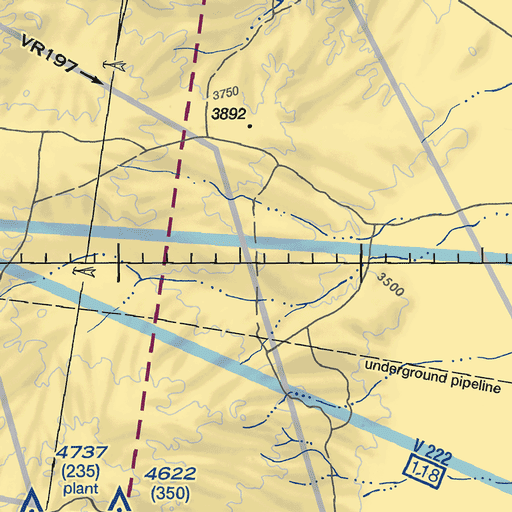 VR197
3750
3892
3500
underground pipeline
V 222
118
4737
(235)
plant
4622
(350)